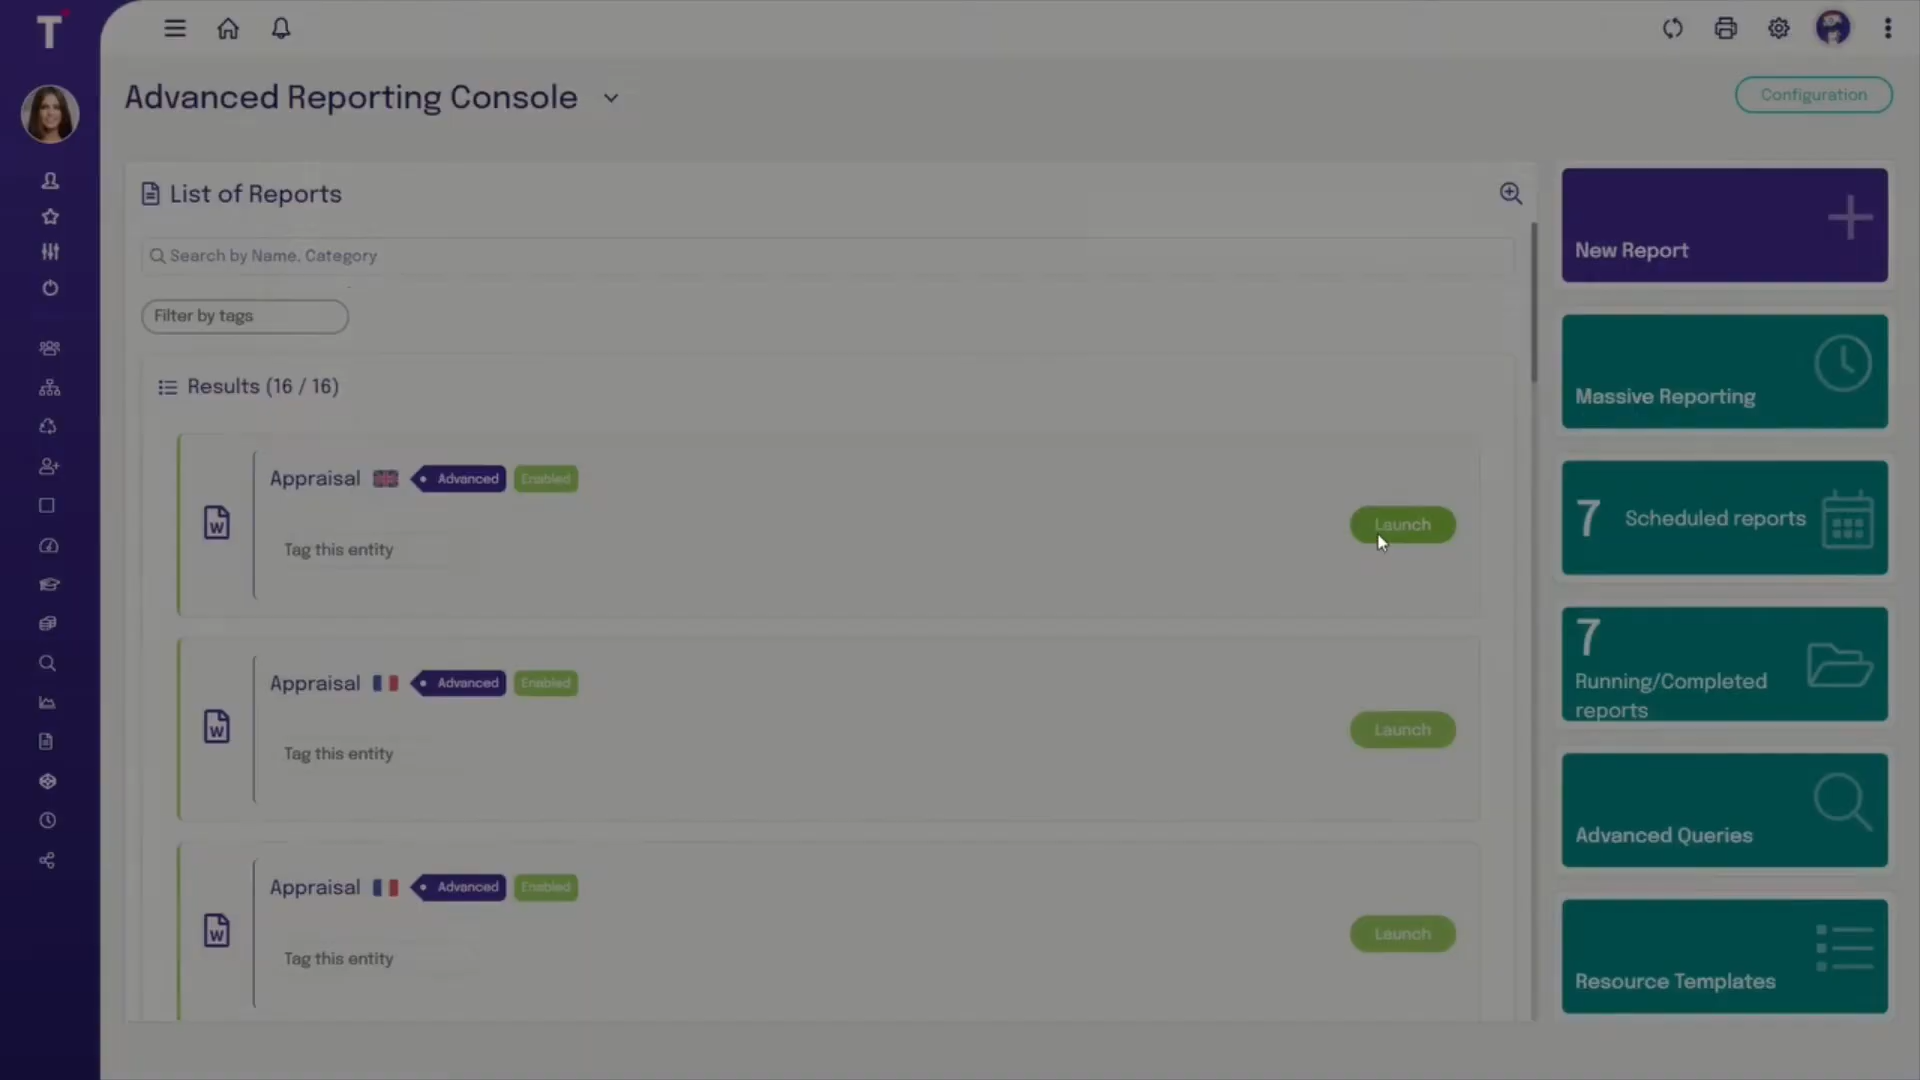 T
Advanced Reporting Console
Configuration
List of Reports
Search by Name, Category
Filter by tags
Results (16 / 16)
Appraisal Advanced Enabled
W
Tag this entity
Launch
Appraisal Advanced Enabled
W
Tag this entity
Launch
Appraisal Advanced Enabled
W
Tag this entity
Launch
New Report
Massive Reporting
7 Scheduled reports
7
Running/Completed
reports
Advanced Queries
Resource Templates